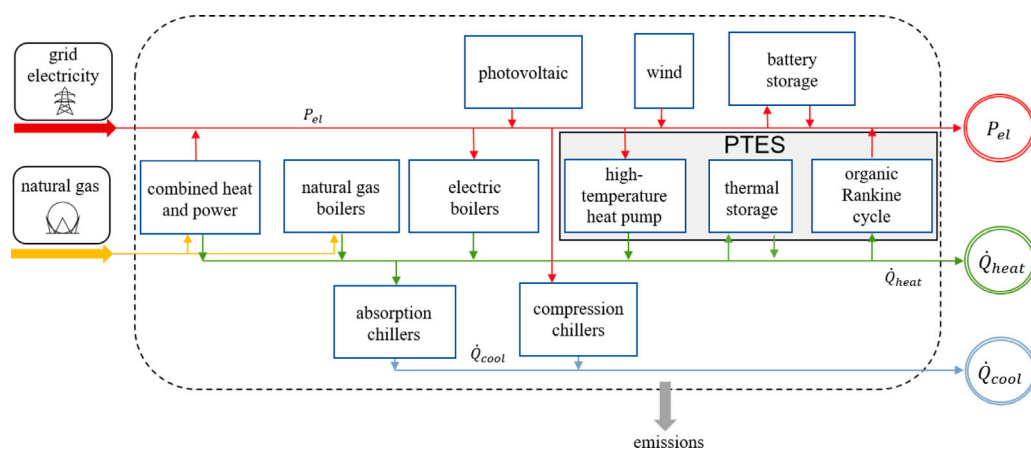 grid
electricity
photovoltaic
wind
battery
storage
P_el
P_el
PTES
natural gas
combined heat
and power
natural gas
boilers
electric
boilers
high-
temperature
heat pump
thermal
storage
organic
Rankine
cycle
Q̇_heat
Q̇_heat
absorption
chillers
compression
chillers
Q̇_cool
Q̇_cool
emissions